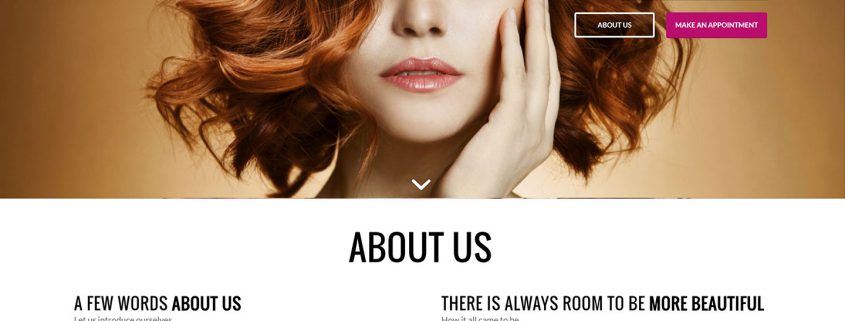 ABOUT US
MAKE AN APPOINTMENT
ABOUT US
A FEW WORDS ABOUT US
Let us introduce ourselves
THERE IS ALWAYS ROOM TO BE MORE BEAUTIFUL
How it all came to be